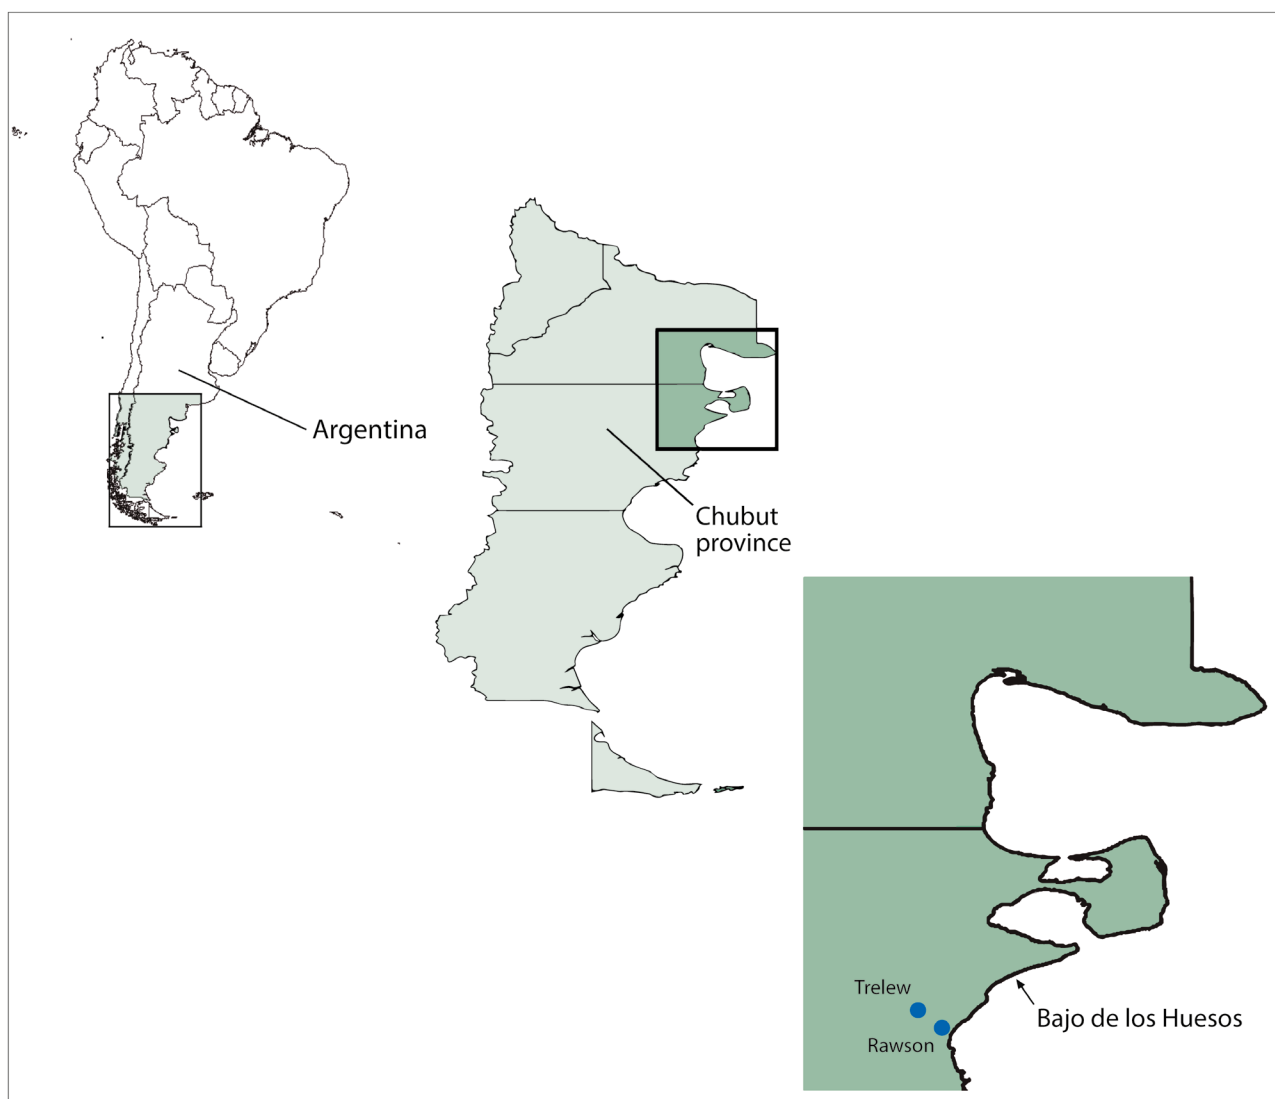 Argentina
Chubut
province
Trelew
Bajo de los Huesos
Rawson